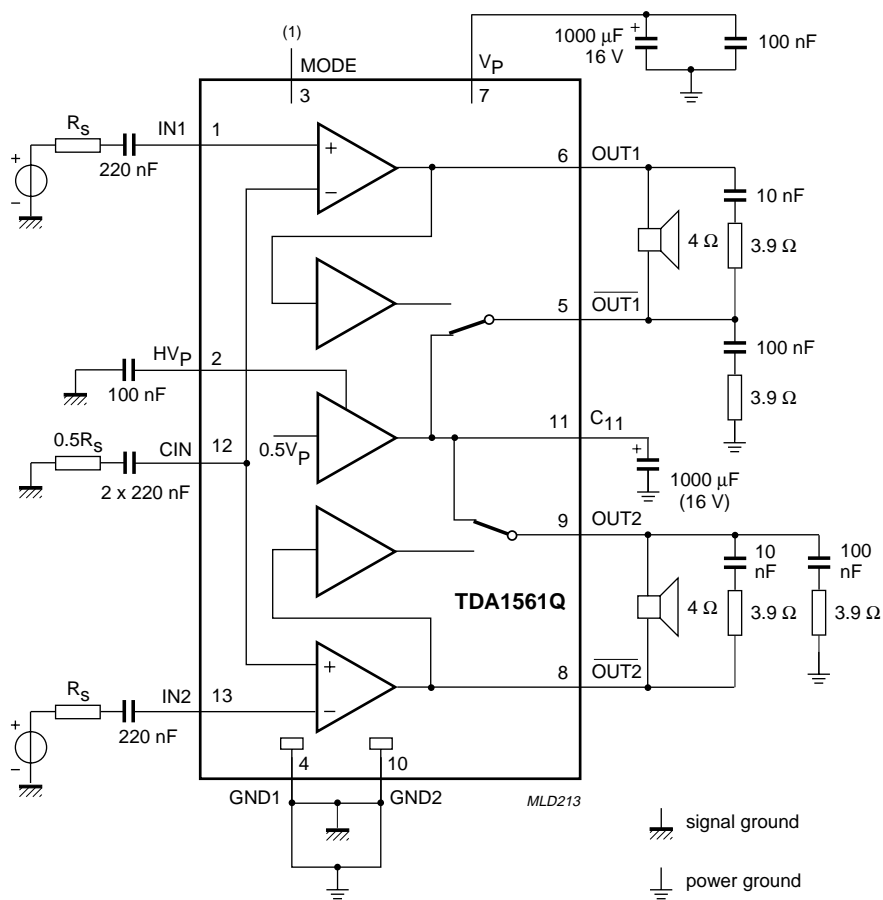 (1)
MODE
3
V_P
7
1000 μF
16 V
+
100 nF
R_s
IN1
1
220 nF
+
−
+
−
6
OUT1
10 nF
4 Ω
3.9 Ω
5
O̅U̅T̅1̅
100 nF
3.9 Ω
HV_P
2
100 nF
0.5R_s
CIN
12
2 x 220 nF
0.5V_P
11
C_11
+
1000 μF
(16 V)
9
OUT2
10
nF
100
nF
TDA1561Q
4 Ω
3.9 Ω
3.9 Ω
8
O̅U̅T̅2̅
+
−
R_s
IN2
13
220 nF
+
−
4
10
GND1
GND2
MLD213
signal ground
power ground